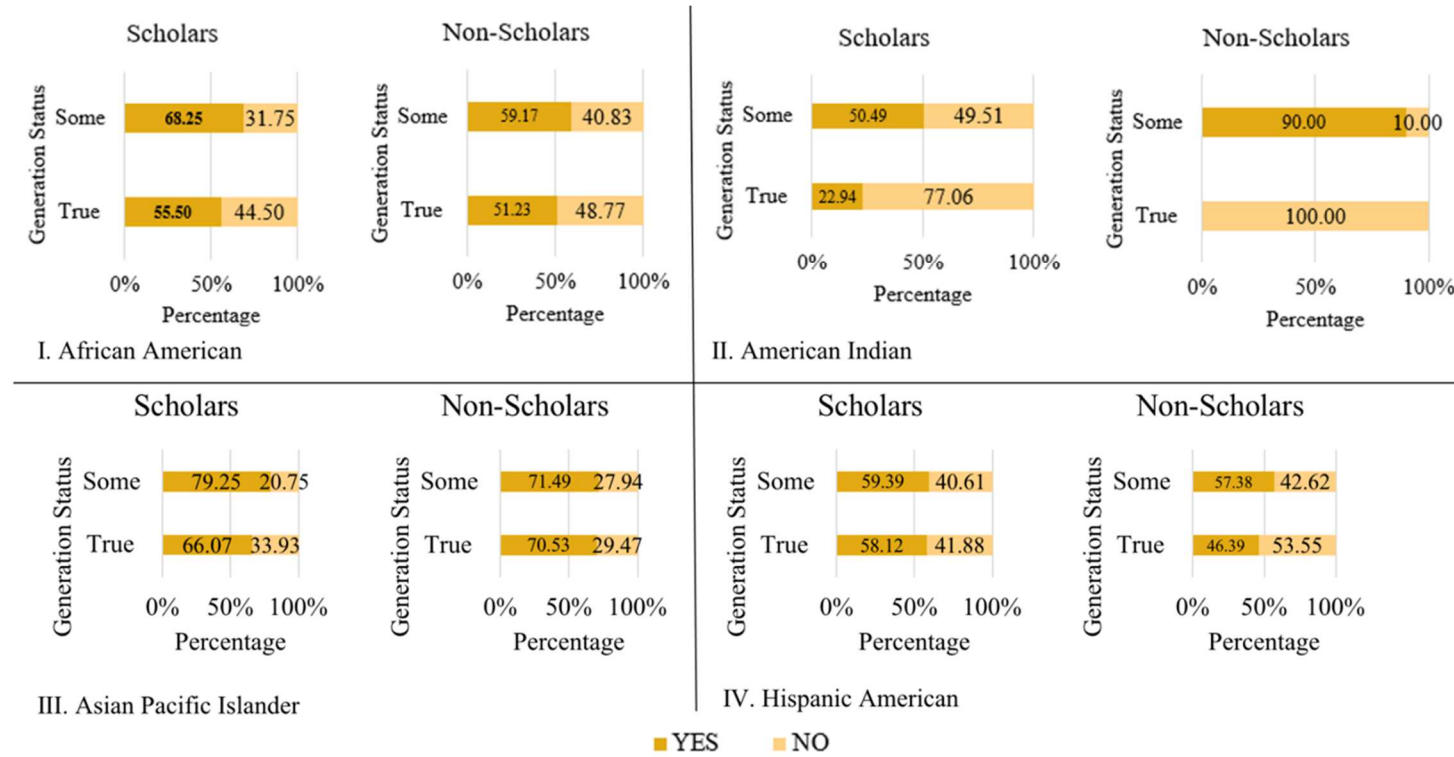 Scholars
Generation Status
Some 68.25 31.75
True 55.50 44.50
0% 50% 100%
Percentage
Non-Scholars
Generation Status
Some 59.17 40.83
True 51.23 48.77
0% 50% 100%
Percentage
I. African American
Scholars
Generation Status
Some 50.49 49.51
True 22.94 77.06
0% 50% 100%
Percentage
Non-Scholars
Generation Status
Some 90.00 10.00
True 100.00
0% 50% 100%
Percentage
II. American Indian
Scholars
Generation Status
Some 79.25 20.75
True 66.07 33.93
0% 50% 100%
Percentage
Non-Scholars
Generation Status
Some 71.49 27.94
True 70.53 29.47
0% 50% 100%
Percentage
III. Asian Pacific Islander
Scholars
Generation Status
Some 59.39 40.61
True 58.12 41.88
0% 50% 100%
Percentage
Non-Scholars
Generation Status
Some 57.38 42.62
True 46.39 53.55
0% 50% 100%
Percentage
IV. Hispanic American
YES NO